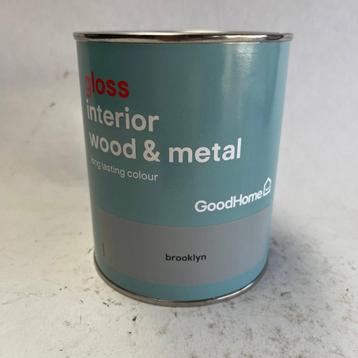 gloss
interior
wood & metal
long lasting colour
GoodHome
brooklyn